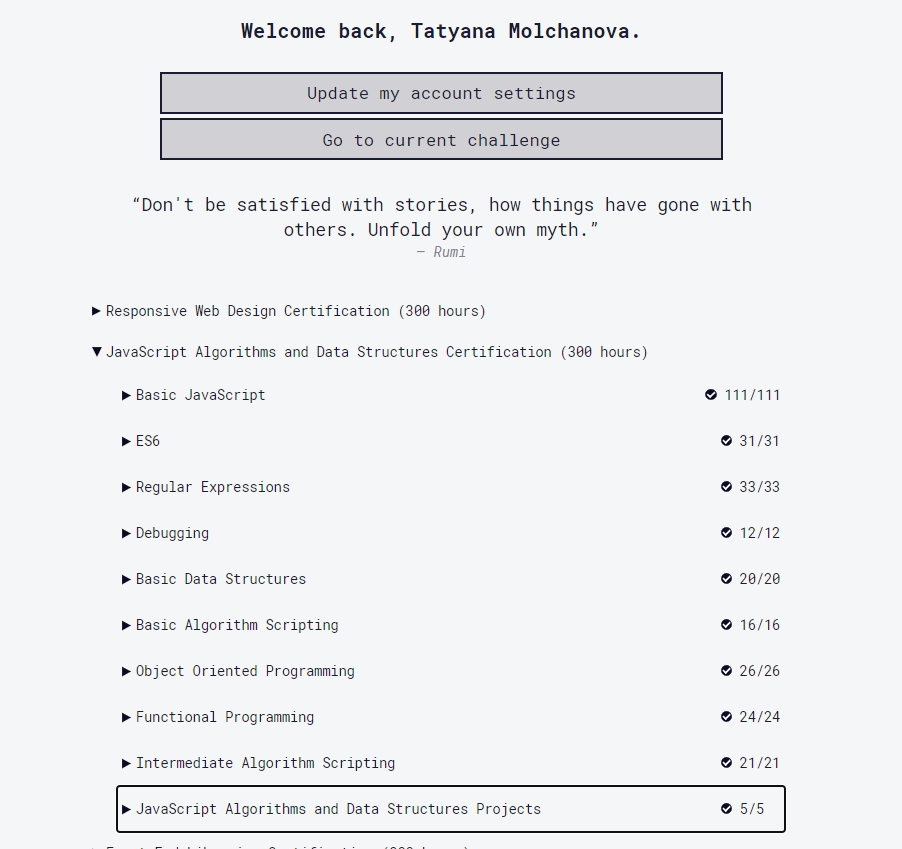 Welcome back, Tatyana Molchanova.
Update my account settings
Go to current challenge
“Don't be satisfied with stories, how things have gone with
others. Unfold your own myth.”
— Rumi
Responsive Web Design Certification (300 hours)
JavaScript Algorithms and Data Structures Certification (300 hours)
Basic JavaScript 111/111
ES6 31/31
Regular Expressions 33/33
Debugging 12/12
Basic Data Structures 20/20
Basic Algorithm Scripting 16/16
Object Oriented Programming 26/26
Functional Programming 24/24
Intermediate Algorithm Scripting 21/21
JavaScript Algorithms and Data Structures Projects 5/5